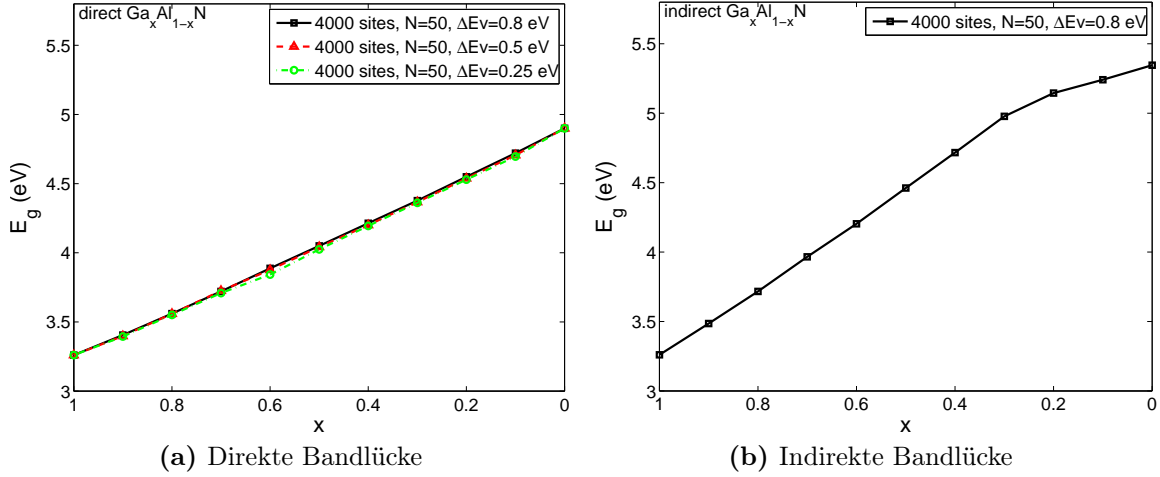 direct Ga_xAl_{1−x}N
4000 sites, N=50, ΔEv=0.8 eV
4000 sites, N=50, ΔEv=0.5 eV
4000 sites, N=50, ΔEv=0.25 eV
5.5
5
4.5
4
3.5
3
E_g (eV)
1
0.8
0.6
0.4
0.2
0
x
(a) Direkte Bandlücke
indirect Ga_xAl_{1−x}N
4000 sites, N=50, ΔEv=0.8 eV
5.5
5
4.5
4
3.5
3
E_g (eV)
1
0.8
0.6
0.4
0.2
0
x
(b) Indirekte Bandlücke